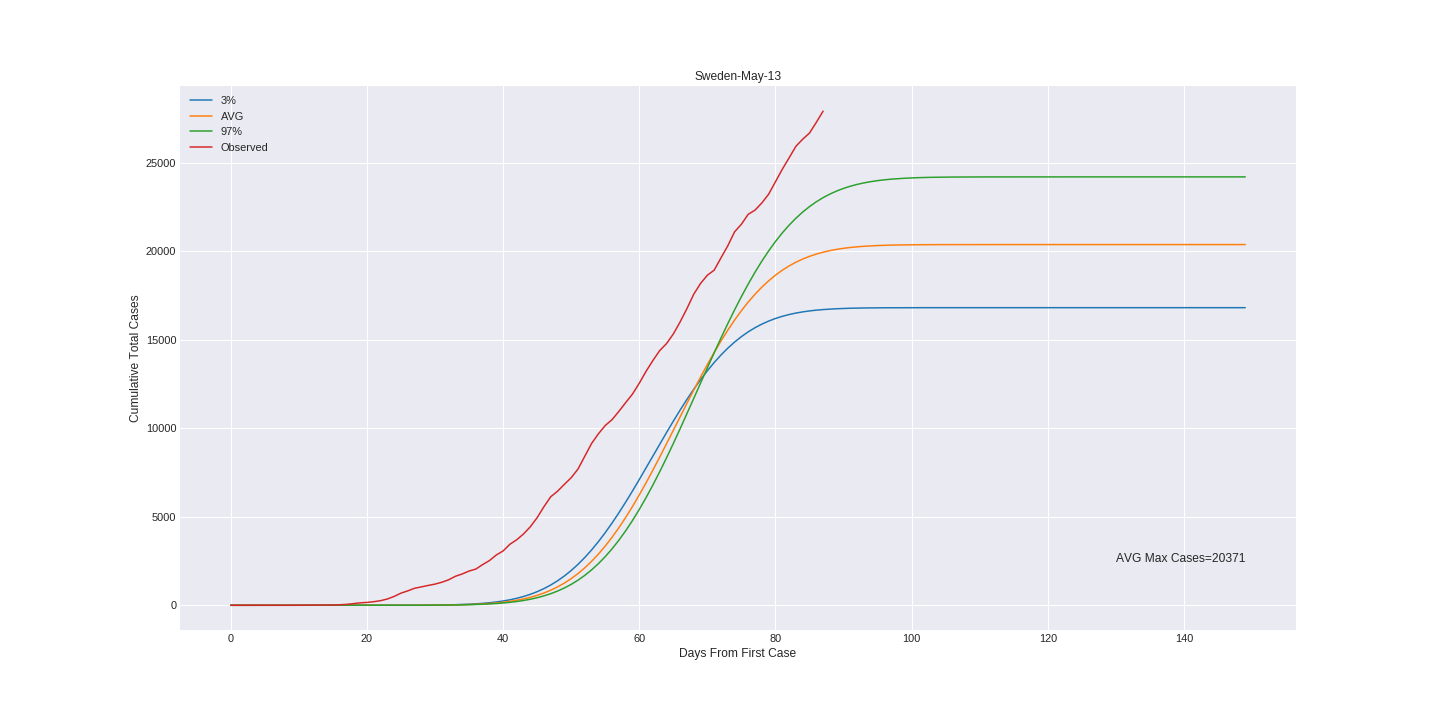 Sweden-May-13
3%
AVG
97%
Observed
25000
20000
15000
10000
5000
0
Cumulative Total Cases
AVG Max Cases=20371
0 20 40 60 80 100 120 140
Days From First Case